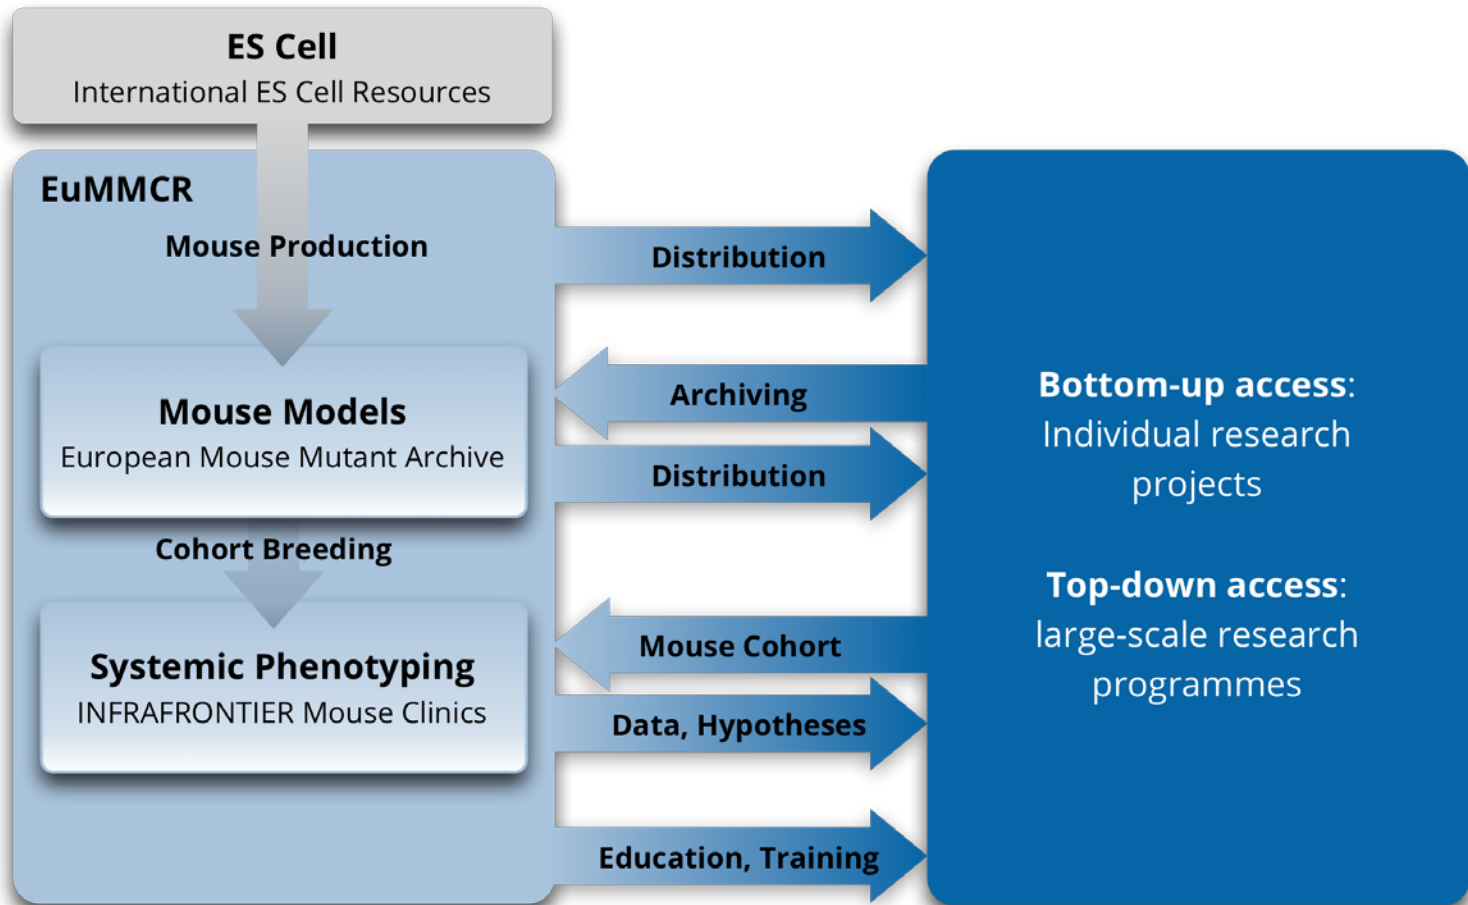 ES Cell
International ES Cell Resources
EuMMCR
Mouse Production
Distribution
Mouse Models
European Mouse Mutant Archive
Archiving
Distribution
Cohort Breeding
Systemic Phenotyping
INFRAFRONTIER Mouse Clinics
Mouse Cohort
Data, Hypotheses
Education, Training
Bottom-up access:
Individual research
projects
Top-down access:
large-scale research
programmes